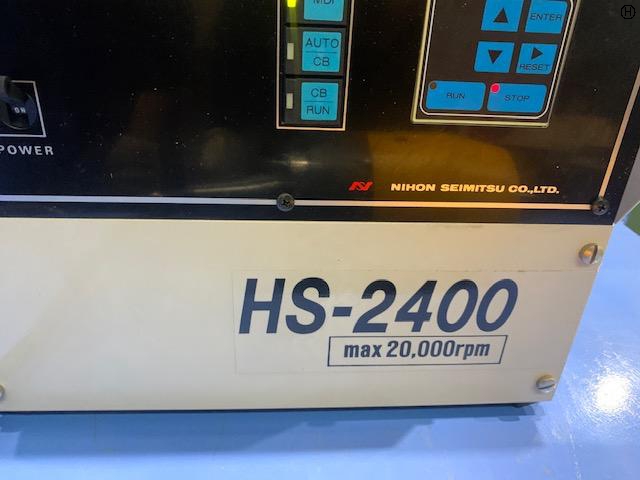 MDI
ENTER
AUTO
CB
RESET
CB
RUN
RUN
STOP
ON
POWER
NIHON SEIMITSU CO.,LTD.
HS-2400
max 20,000rpm
H